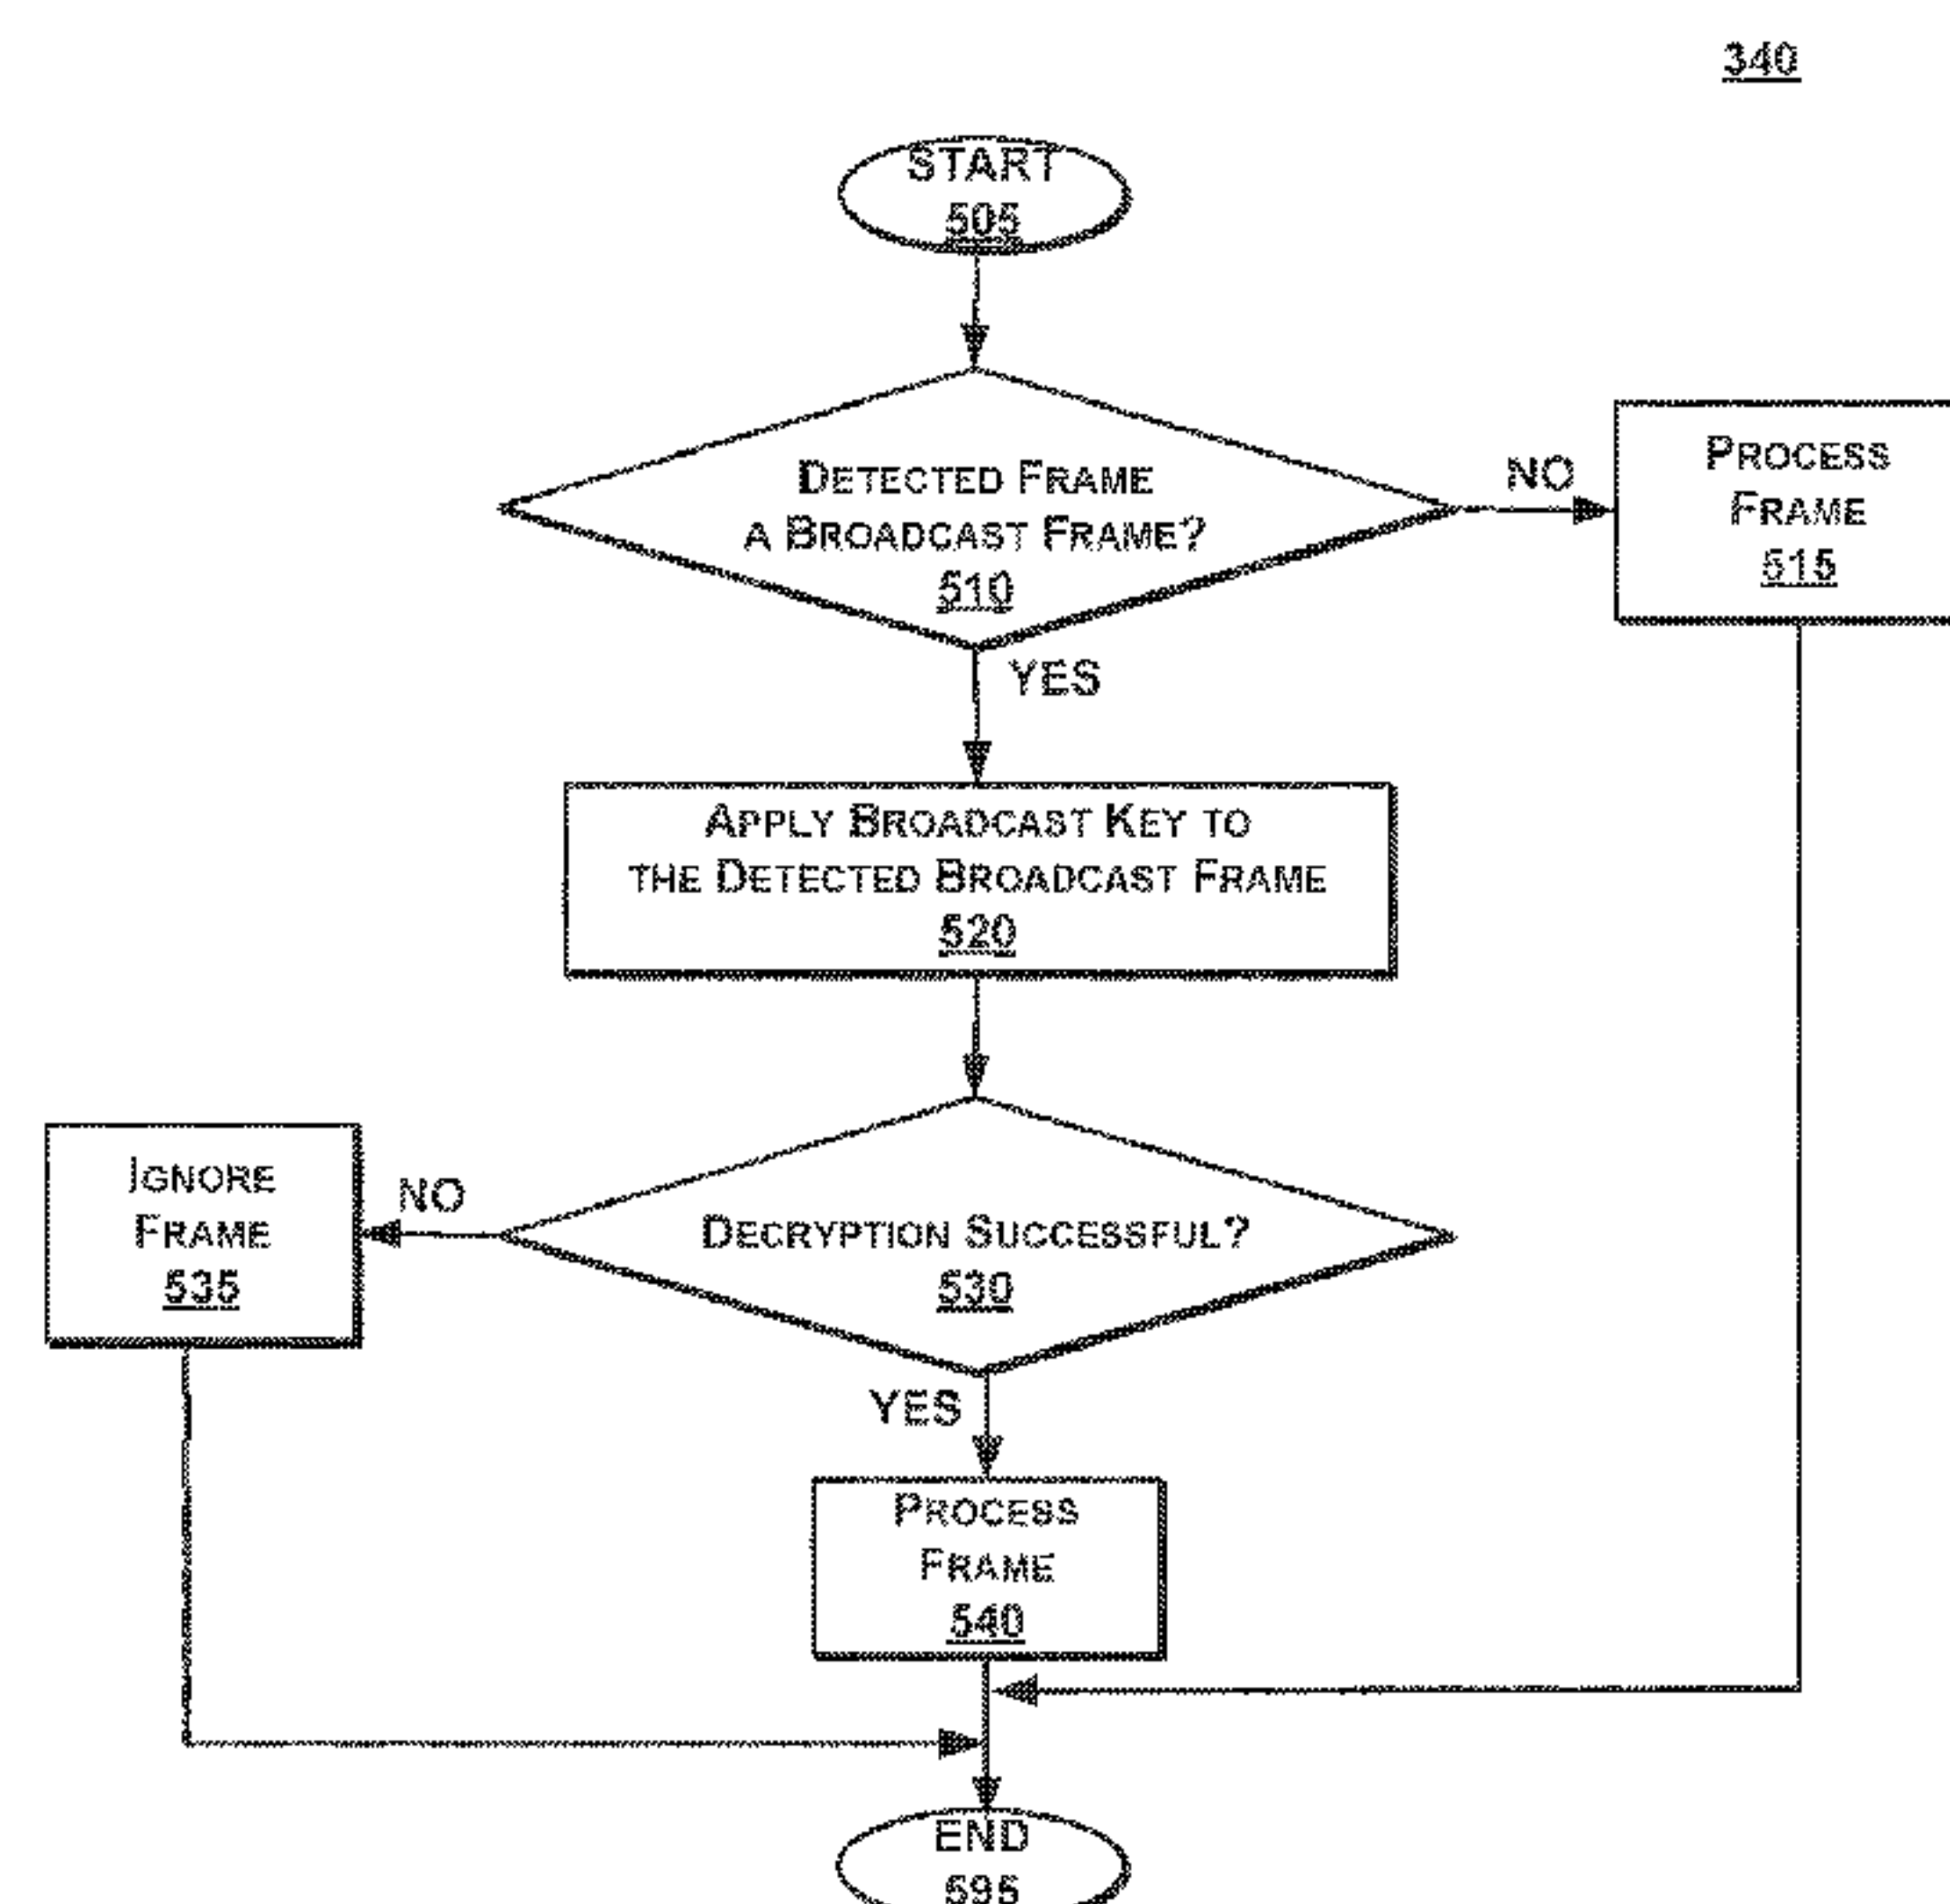 340
START
505
DETECTED FRAME
A BROADCAST FRAME?
510
NO
PROCESS
FRAME
515
YES
APPLY BROADCAST KEY TO
THE DETECTED BROADCAST FRAME
520
IGNORE
FRAME
535
NO
DECRYPTION SUCCESSFUL?
530
YES
PROCESS
FRAME
540
END
595